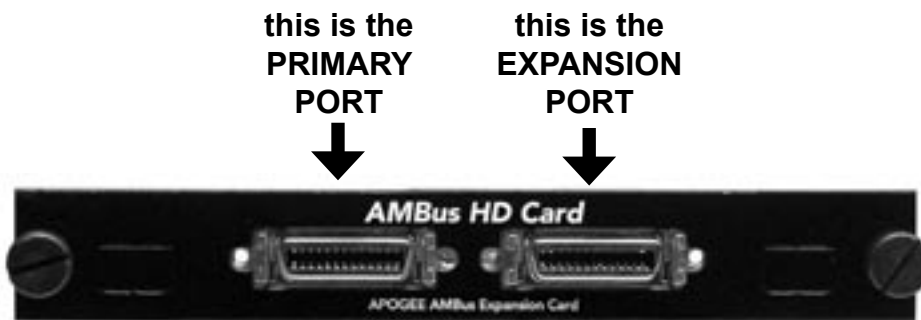 this is the
PRIMARY
PORT
this is the
EXPANSION
PORT
AMBus HD Card
APOGEE AMBus Expansion Card